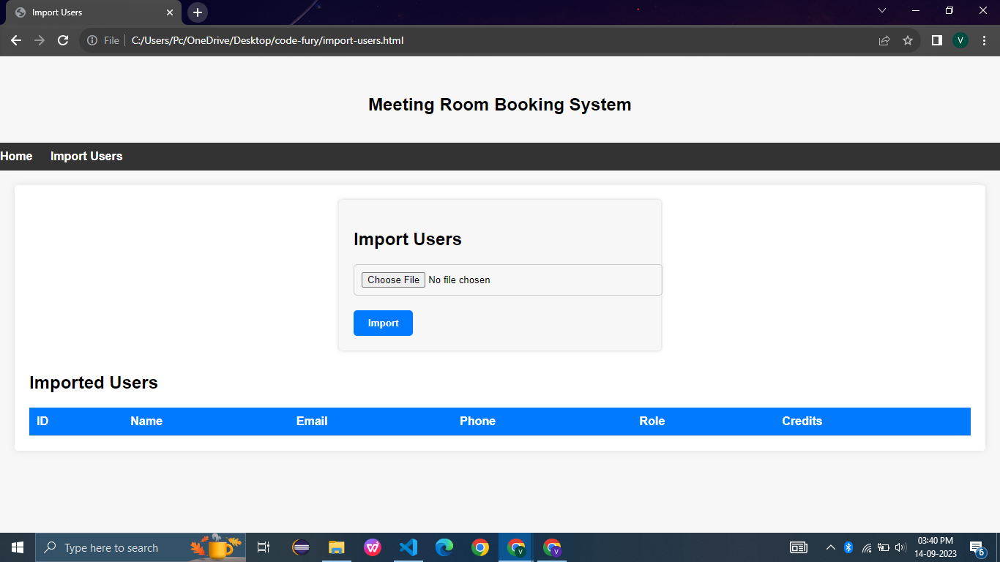 Import Users
File C:/Users/Pc/OneDrive/Desktop/code-fury/import-users.html
V
Meeting Room Booking System
Home Import Users
Import Users
Choose File No file chosen
Import
Imported Users
ID Name Email Phone Role Credits
Type here to search
W
V
V
03:40 PM
14-09-2023
6